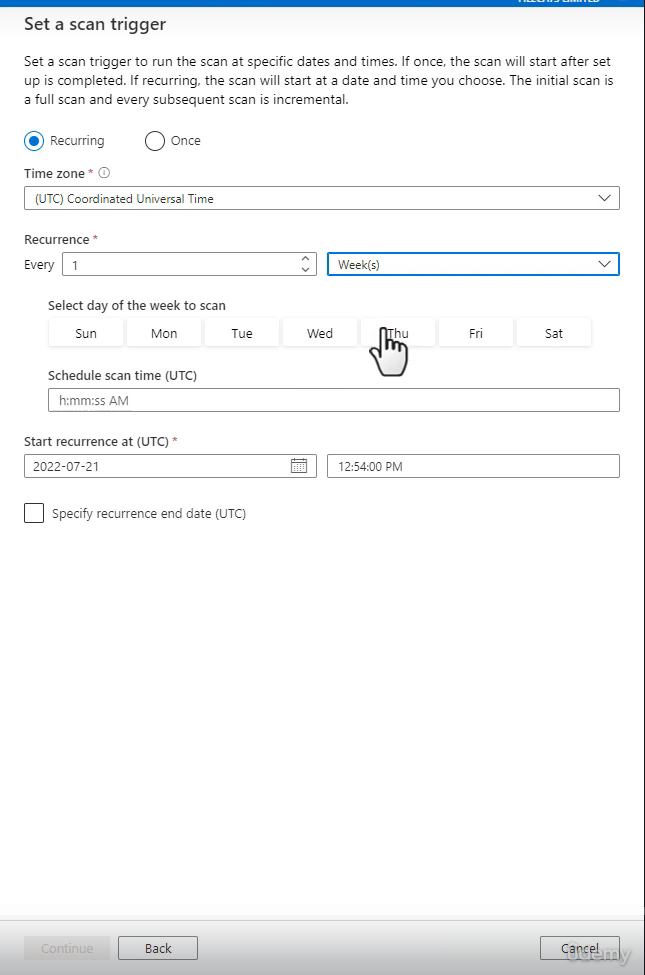 Set a scan trigger
Set a scan trigger to run the scan at specific dates and times. If once, the scan will start after set
up is completed. If recurring, the scan will start at a date and time you choose. The initial scan is
a full scan and every subsequent scan is incremental.
Recurring Once
Time zone *
(UTC) Coordinated Universal Time
Recurrence *
Every 1 Week(s)
Select day of the week to scan
Sun Mon Tue Wed Thu Fri Sat
Schedule scan time (UTC)
h:mm:ss AM
Start recurrence at (UTC) *
2022-07-21 12:54:00 PM
Specify recurrence end date (UTC)
Continue Back Cancel
udemy